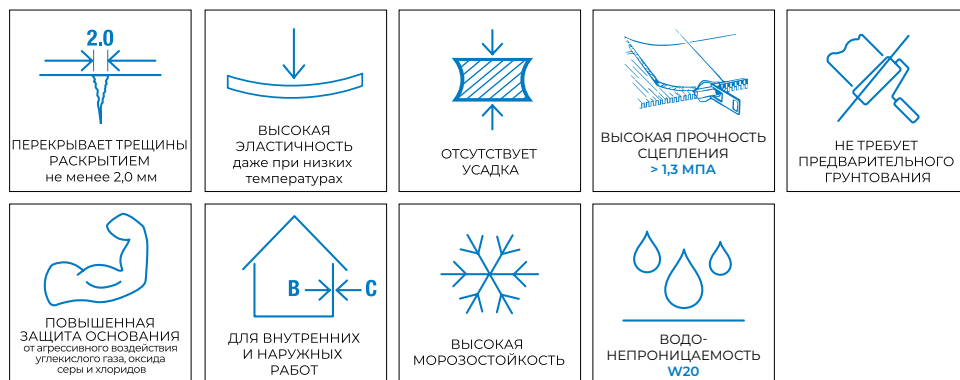 2.0
ПЕРЕКРЫВАЕТ ТРЕЩИНЫ
РАСКРЫТИЕМ
не менее 2,0 мм
ВЫСОКАЯ
ЭЛАСТИЧНОСТЬ
даже при низких
температурах
ОТСУТСТВУЕТ
УСАДКА
ВЫСОКАЯ ПРОЧНОСТЬ
СЦЕПЛЕНИЯ
> 1,3 МПА
НЕ ТРЕБУЕТ
ПРЕДВАРИТЕЛЬНОГО
ГРУНТОВАНИЯ
ПОВЫШЕННАЯ
ЗАЩИТА ОСНОВАНИЯ
от агрессивного воздействия
углекислого газа, оксида
серы и хлоридов
В С
ДЛЯ ВНУТРЕННИХ
И НАРУЖНЫХ
РАБОТ
ВЫСОКАЯ
МОРОЗОСТОЙКОСТЬ
ВОДО-
НЕПРОНИЦАЕМОСТЬ
W20